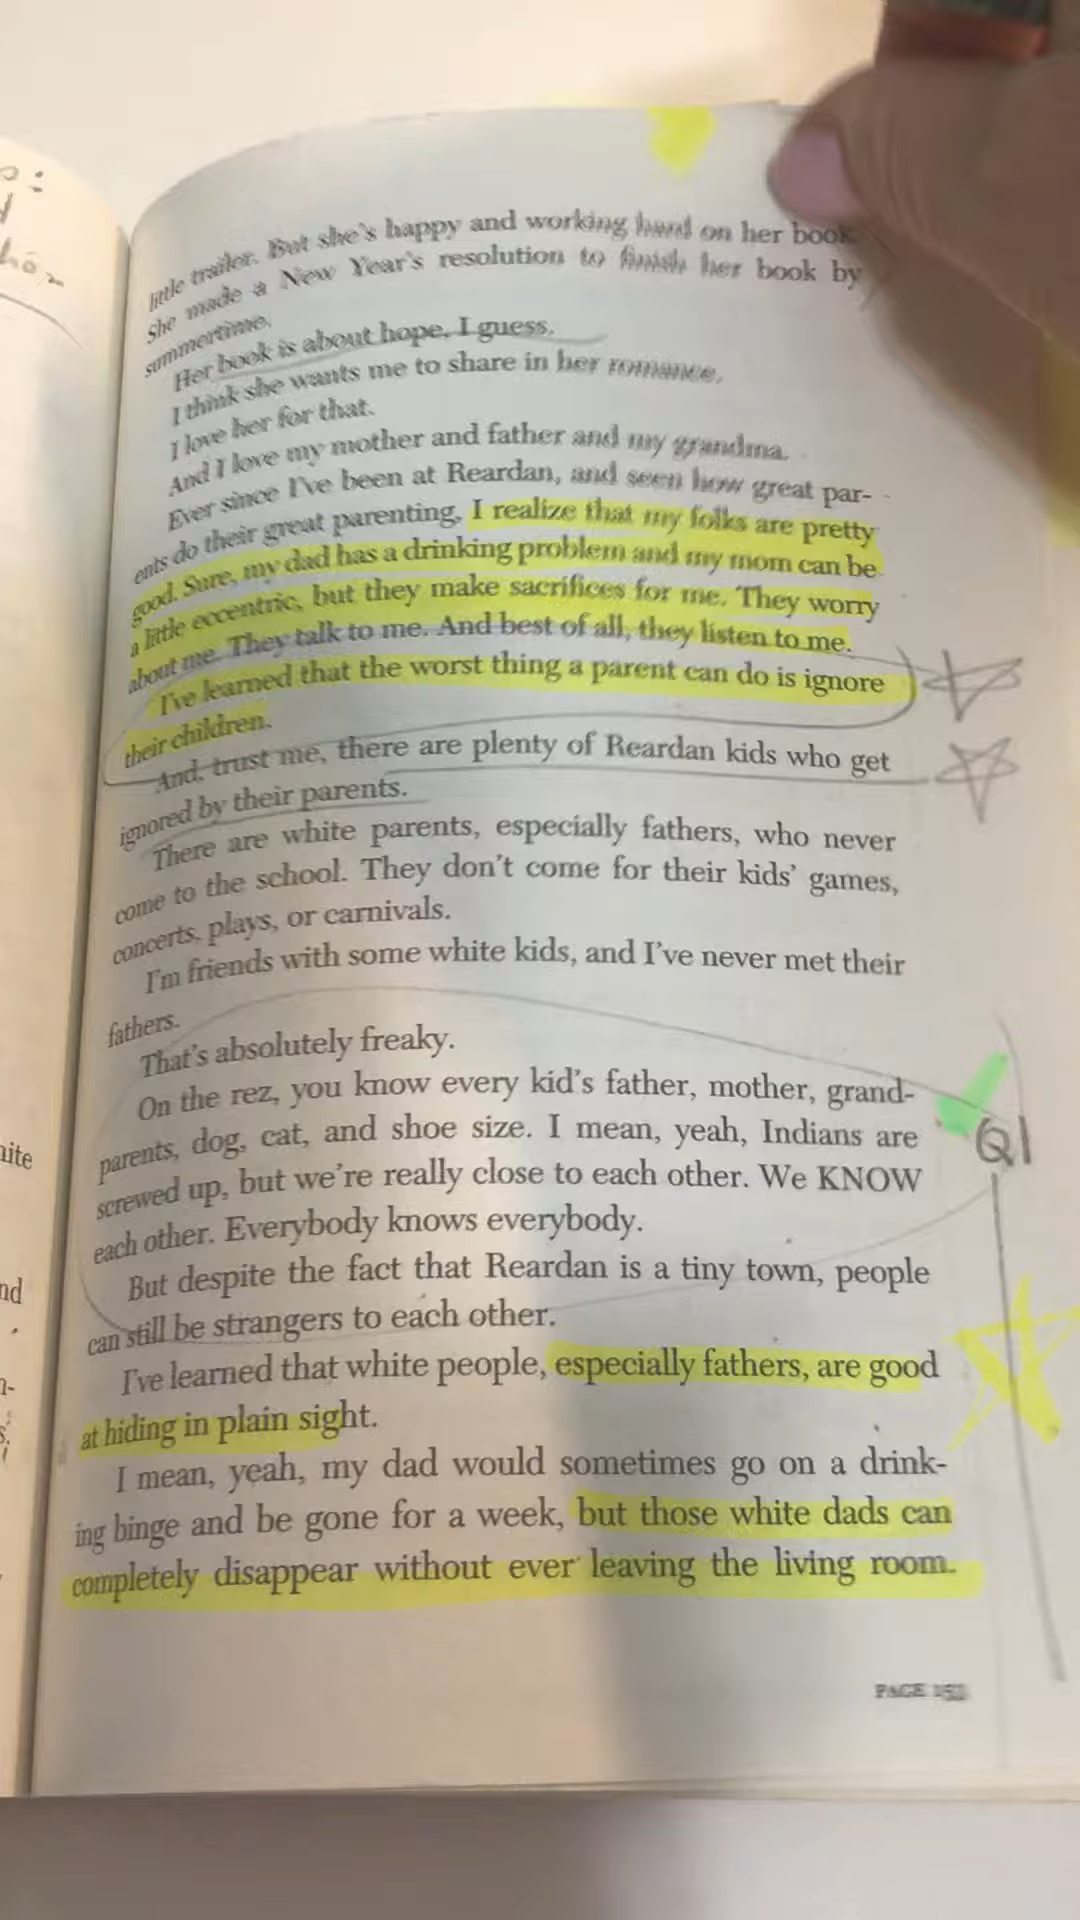 little trailer. But she's happy and working hard on her book.
She made a New Year's resolution to finish her book by
summertime.
Her book is about hope, I guess.
I think she wants me to share in her romance.
I love her for that.
And I love my mother and father and my grandma.
Ever since I've been at Reardan, and seen how great par-
ents do their great parenting, I realize that my folks are pretty
good. Sure, my dad has a drinking problem and my mom can be
a little eccentric, but they make sacrifices for me. They worry
about me. They talk to me. And best of all, they listen to me.
I've learned that the worst thing a parent can do is ignore
their children.
And, trust me, there are plenty of Reardan kids who get
ignored by their parents.
There are white parents, especially fathers, who never
come to the school. They don't come for their kids' games,
concerts, plays, or carnivals.
I'm friends with some white kids, and I've never met their
fathers.
That's absolutely freaky.
On the rez, you know every kid's father, mother, grand-
parents, dog, cat, and shoe size. I mean, yeah, Indians are
screwed up, but we're really close to each other. We KNOW
each other. Everybody knows everybody.
But despite the fact that Reardan is a tiny town, people
can still be strangers to each other.
I've learned that white people, especially fathers, are good
at hiding in plain sight.
I mean, yeah, my dad would sometimes go on a drink-
ing binge and be gone for a week, but those white dads can
completely disappear without ever leaving the living room.
Q1
PAGE